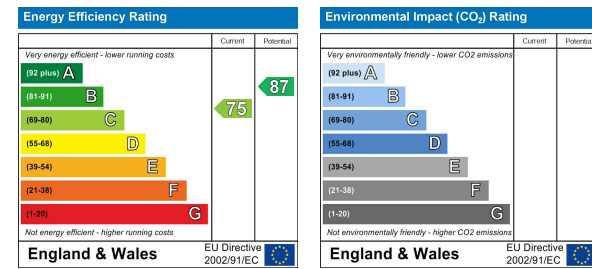 Energy Efficiency Rating
Current Potential
Very energy efficient - lower running costs
(92 plus) A
(81-91) B
(69-80) C
(55-68) D
(39-54) E
(21-38) F
(1-20) G
75
87
Not energy efficient - higher running costs
England & Wales
EU Directive
2002/91/EC
Environmental Impact (CO₂) Rating
Current Potential
Very environmentally friendly - lower CO2 emissions
(92 plus) A
(81-91) B
(69-80) C
(55-68) D
(39-54) E
(21-38) F
(1-20) G
Not environmentally friendly - higher CO2 emissions
England & Wales
EU Directive
2002/91/EC